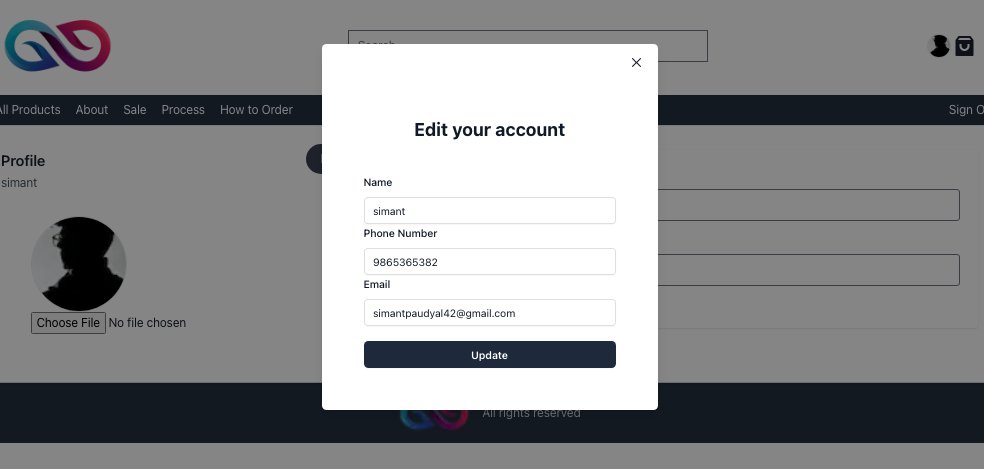 Search
All Products About Sale Process How to Order Sign O
Edit your account
Profile
simant
Name
simant
Phone Number
9865365382
Email
simantpaudyal42@gmail.com
Update
Choose File No file chosen
All rights reserved